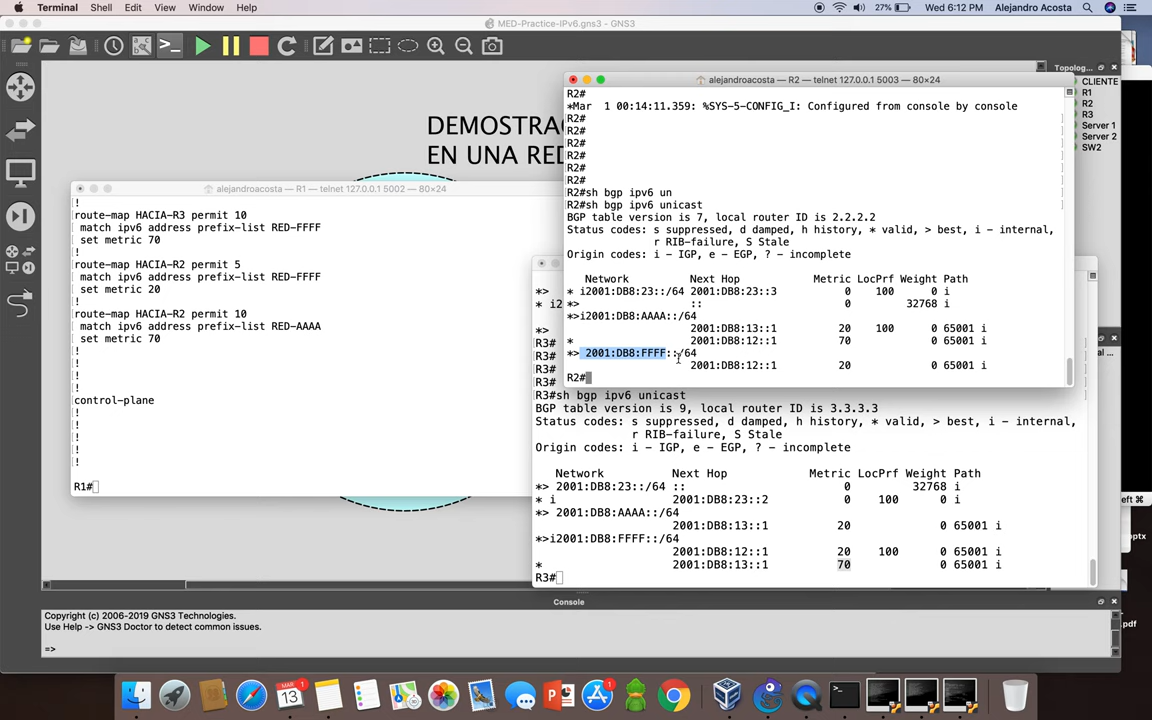 Terminal Shell Edit View Window Help 27% Wed 6:12 PM Alejandro Acosta
MED-Practice-IPv6.gns3 — GNS3
DEMOSTRA
EN UNA RED
Topolog...
CLIENTE
R1
R2
R3
Server 1
Server 2
SW2
alejandroacosta — R2 — telnet 127.0.0.1 5003 — 80×24
R2#
*Mar 1 00:14:11.359: %SYS-5-CONFIG_I: Configured from console by console
R2#
R2#
R2#
R2#
R2#
R2#
R2#sh bgp ipv6 un
R2#sh bgp ipv6 unicast
BGP table version is 7, local router ID is 2.2.2.2
Status codes: s suppressed, d damped, h history, * valid, > best, i - internal,
r RIB-failure, S Stale
Origin codes: i - IGP, e - EGP, ? - incomplete
Network Next Hop Metric LocPrf Weight Path
* i2001:DB8:23::/64 2001:DB8:23::3 0 100 0 i
*> :: 0 32768 i
*>i2001:DB8:AAAA::/64
2001:DB8:13::1 20 100 0 65001 i
* 2001:DB8:12::1 70 0 65001 i
*> 2001:DB8:FFFF::/64
2001:DB8:12::1 20 0 65001 i
R2#
alejandroacosta — R1 — telnet 127.0.0.1 5002 — 80×24
!
route-map HACIA-R3 permit 10
match ipv6 address prefix-list RED-FFFF
set metric 70
!
route-map HACIA-R2 permit 5
match ipv6 address prefix-list RED-FFFF
set metric 20
!
route-map HACIA-R2 permit 10
match ipv6 address prefix-list RED-AAAA
set metric 70
!
!
!
!
control-plane
!
!
!
!
!
R1#
*>
* i2
*>
R3#
R3#
R3#
R3#
R3#sh bgp ipv6 unicast
BGP table version is 9, local router ID is 3.3.3.3
Status codes: s suppressed, d damped, h history, * valid, > best, i - internal,
r RIB-failure, S Stale
Origin codes: i - IGP, e - EGP, ? - incomplete
Network Next Hop Metric LocPrf Weight Path
*> 2001:DB8:23::/64 :: 0 32768 i
* i 2001:DB8:23::2 0 100 0 i
*> 2001:DB8:AAAA::/64
2001:DB8:13::1 20 0 65001 i
*>i2001:DB8:FFFF::/64
2001:DB8:12::1 20 100 0 65001 i
* 2001:DB8:13::1 70 0 65001 i
R3#
al ...
eft ⌘
pptx
.pdf
Console
Copyright (c) 2006-2019 GNS3 Technologies.
Use Help -> GNS3 Doctor to detect common issues.
=>
MAR
13
1
1